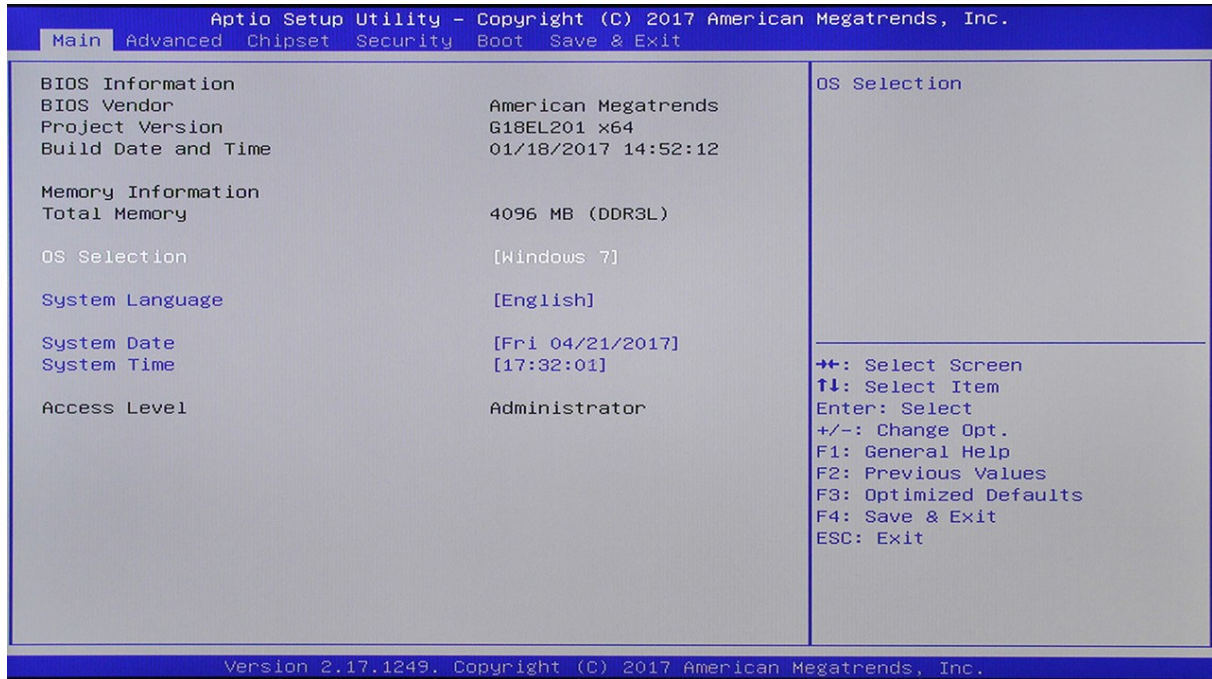 Aptio Setup Utility – Copyright (C) 2017 American Megatrends, Inc.
Main Advanced Chipset Security Boot Save & Exit
BIOS Information
BIOS Vendor American Megatrends
Project Version G18EL201 x64
Build Date and Time 01/18/2017 14:52:12
Memory Information
Total Memory 4096 MB (DDR3L)
OS Selection [Windows 7]
System Language [English]
System Date [Fri 04/21/2017]
System Time [17:32:01]
Access Level Administrator
OS Selection
→←: Select Screen
↑↓: Select Item
Enter: Select
+/-: Change Opt.
F1: General Help
F2: Previous Values
F3: Optimized Defaults
F4: Save & Exit
ESC: Exit
Version 2.17.1249. Copyright (C) 2017 American Megatrends, Inc.